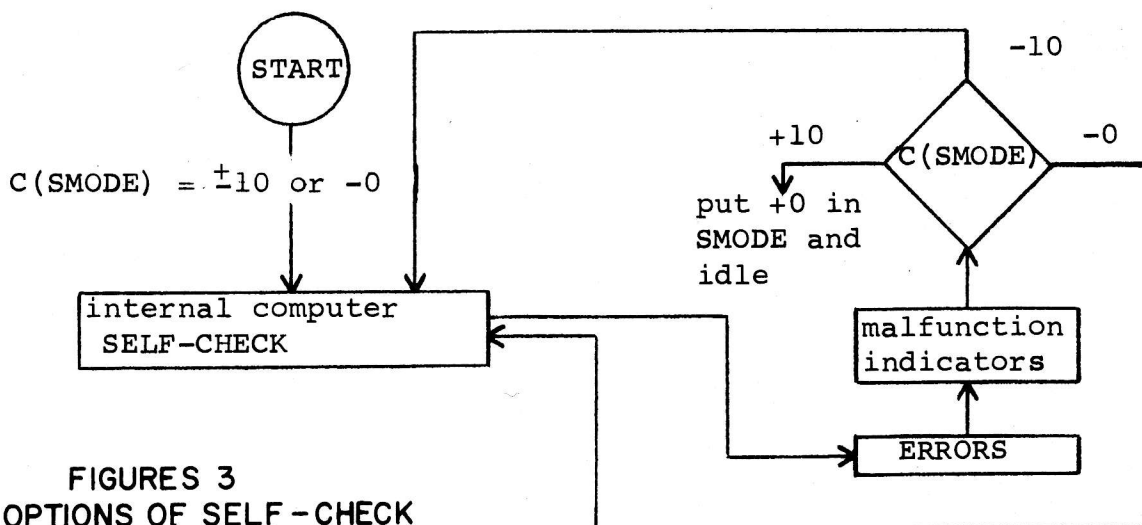 START
C(SMODE) = ±10 or -0
internal computer
SELF-CHECK
-10
+10
C(SMODE)
-0
put +0 in
SMODE and
idle
malfunction
indicators
ERRORS
FIGURES 3
OPTIONS OF SELF-CHECK